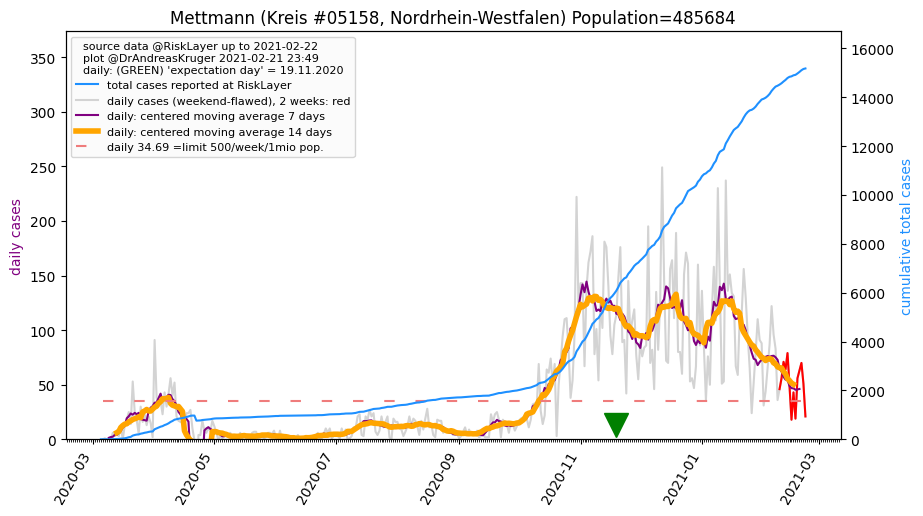 Mettmann (Kreis #05158, Nordrhein-Westfalen) Population=485684
source data @RiskLayer up to 2021-02-22
plot @DrAndreasKruger 2021-02-21 23:49
daily: (GREEN) 'expectation day' = 19.11.2020
total cases reported at RiskLayer
daily cases (weekend-flawed), 2 weeks: red
daily: centered moving average 7 days
daily: centered moving average 14 days
daily 34.69 =limit 500/week/1mio pop.
daily cases
350
300
250
200
150
100
50
0
16000
14000
12000
10000
8000
6000
4000
2000
0
cumulative total cases
2020-03
2020-05
2020-07
2020-09
2020-11
2021-01
2021-03